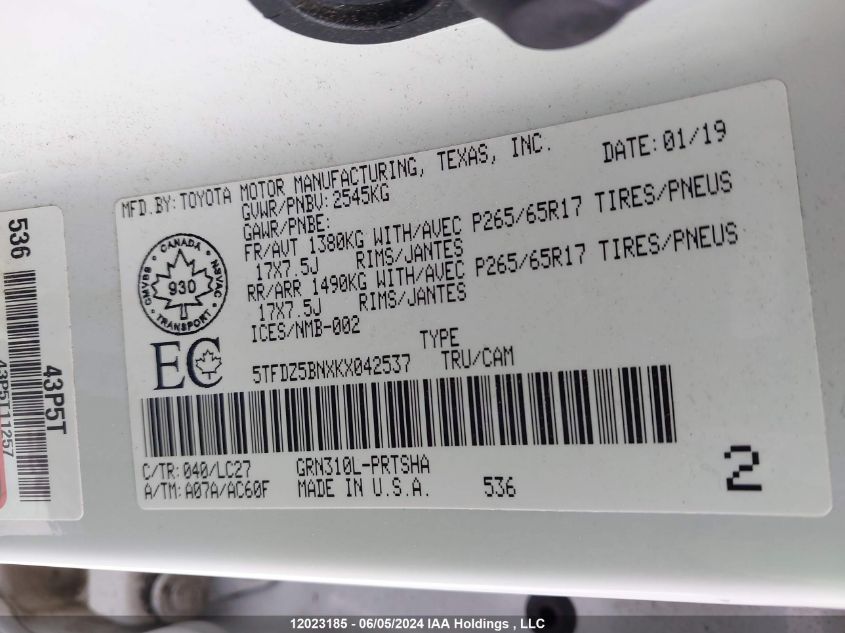 MFD.BY:TOYOTA MOTOR MANUFACTURING, TEXAS, INC. DATE:01/19
GVWR/PNBV:2545KG
GAWR/PNBE:
FR/AVT 1380KG WITH/AVEC P265/65R17 TIRES/PNEUS
17X7.5J RIMS/JANTES
RR/ARR 1490KG WITH/AVEC P265/65R17 TIRES/PNEUS
17X7.5J RIMS/JANTES
ICES/NMB-002
CANADA
CMVSS NSVAC
930
TRANSPORT
EC
TYPE
5TFDZ5BNXKX042537 TRU/CAM
C/TR:040/LC27 GRN310L-PRTSHA
A/TM:A07A/AC60F MADE IN U.S.A. 536
2
536
43P5T
43P5T11257
12023185 - 06/05/2024 IAA Holdings , LLC